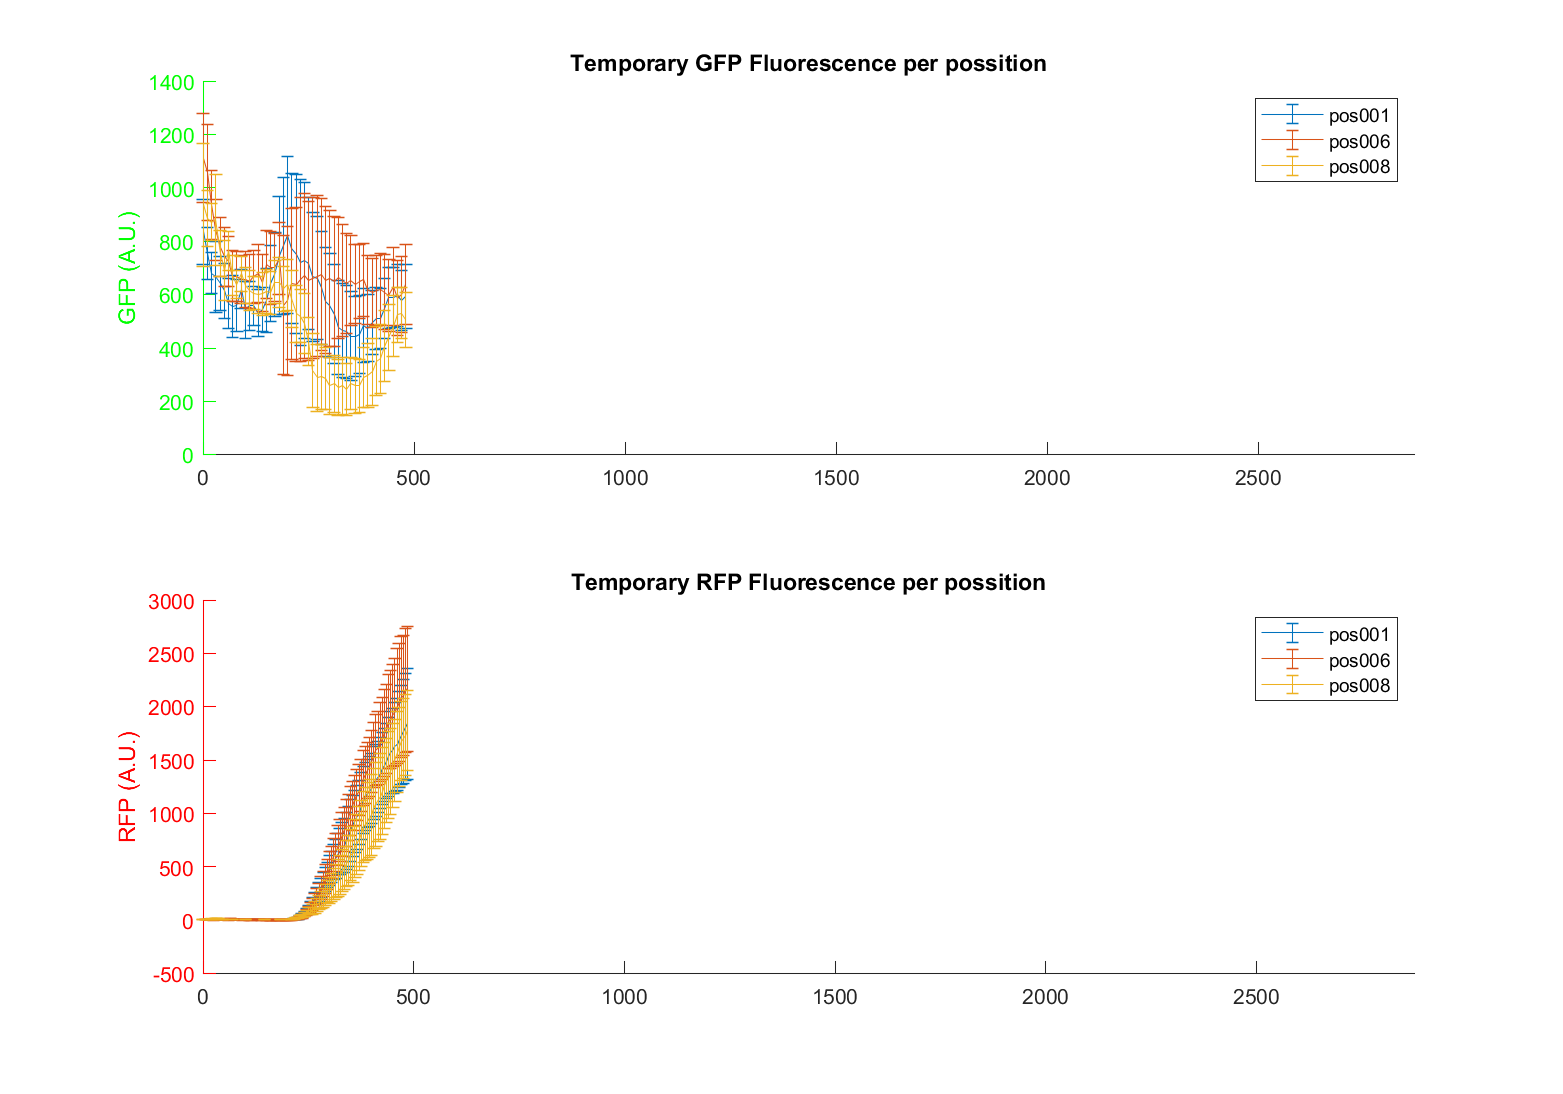 Temporary GFP Fluorescence per possition
GFP (A.U.)
1400
1200
1000
800
600
400
200
0
0 500 1000 1500 2000 2500
pos001
pos006
pos008
Temporary RFP Fluorescence per possition
RFP (A.U.)
3000
2500
2000
1500
1000
500
0
-500
0 500 1000 1500 2000 2500
pos001
pos006
pos008